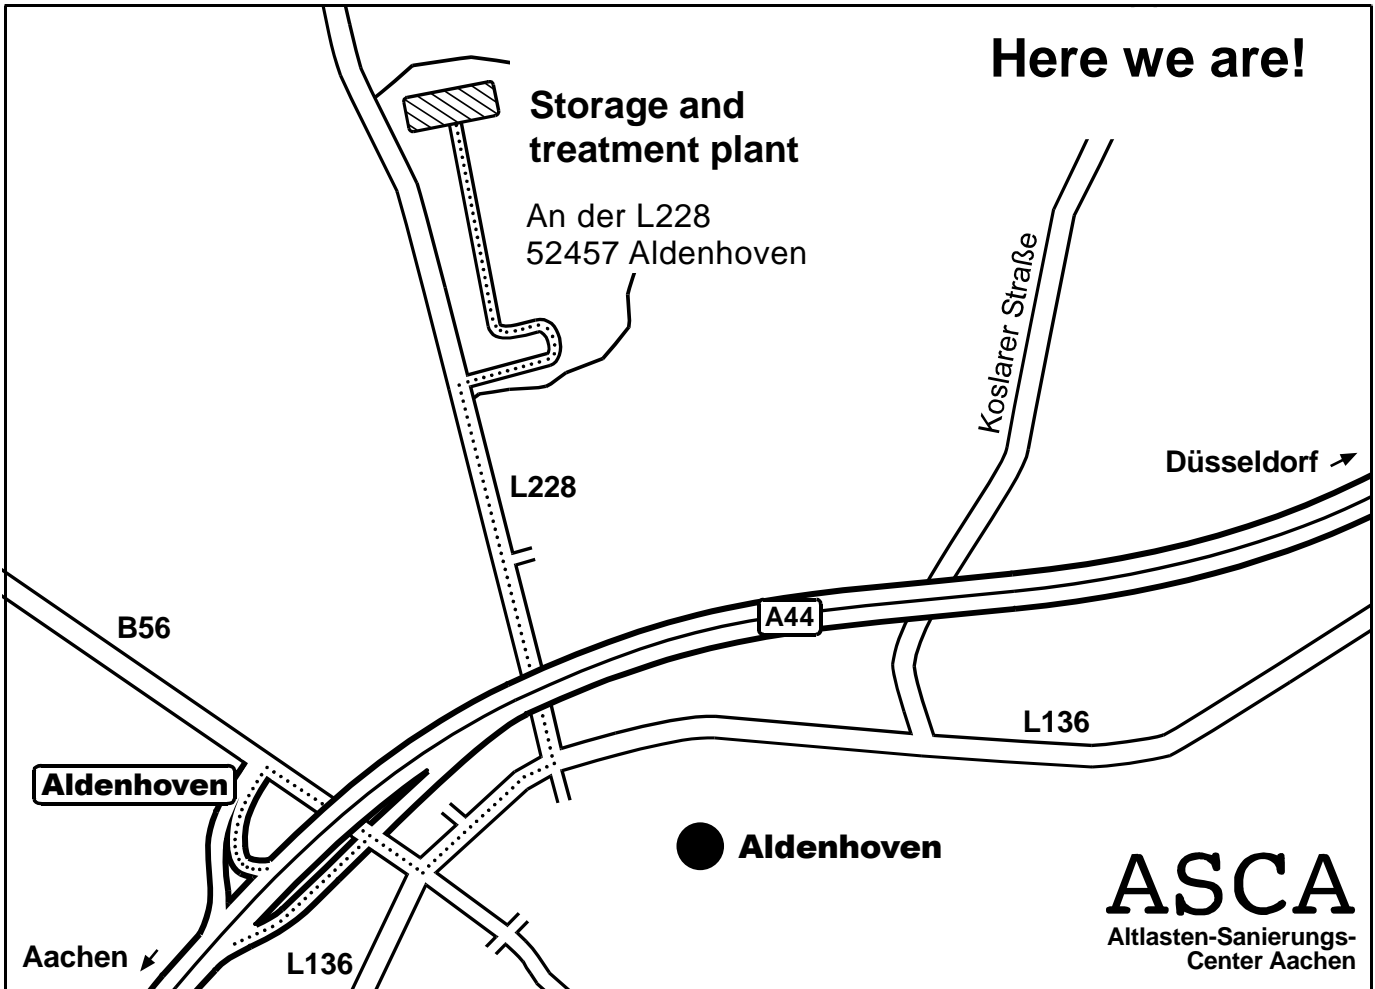 Here we are!
Storage and
treatment plant
An der L228
52457 Aldenhoven
Koslarer Straße
Düsseldorf
L228
A44
B56
L136
Aldenhoven
Aldenhoven
ASCA
Altlasten-Sanierungs-
Center Aachen
Aachen
L136